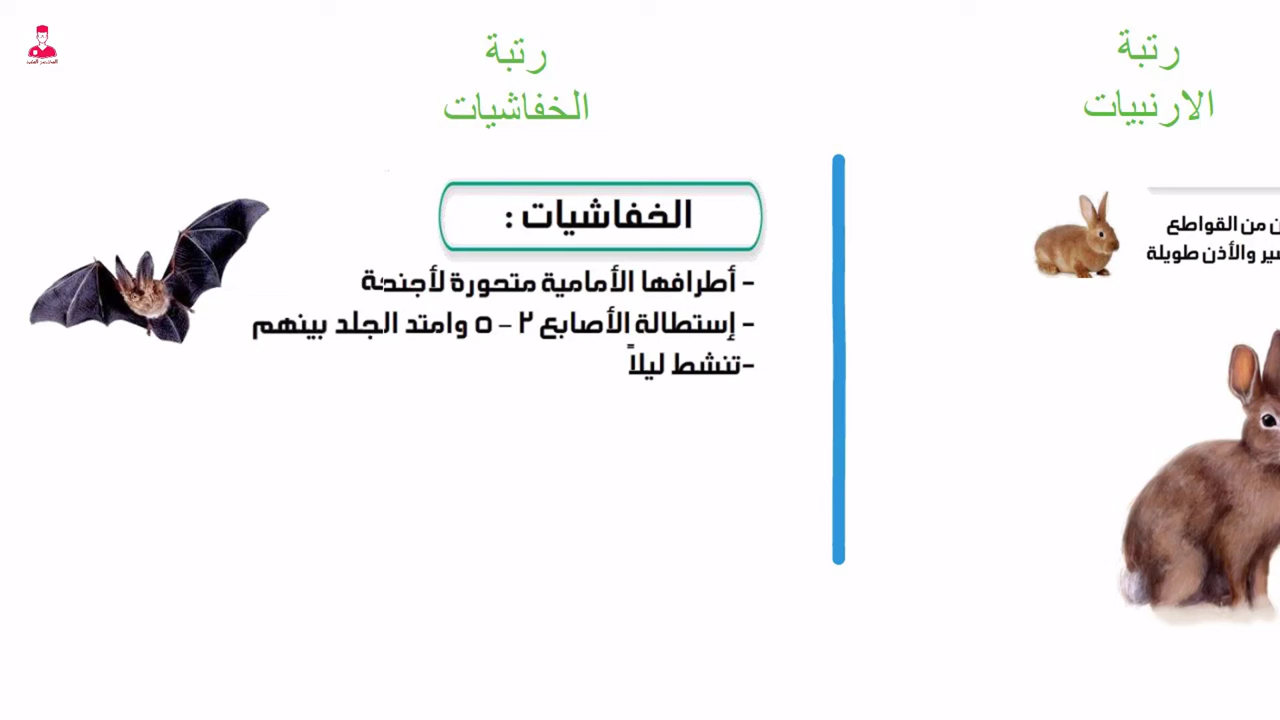 رتبة
الارنبيات
من القواطع
والأذن طويلة
رتبة
الخفاشيات
الخفاشيات :
- أطرافها الأمامية متحورة لأجنحة
- إستطالة الأصابع ٢ - ٥ وامتد الجلد بينهم
-تنشط ليلاً